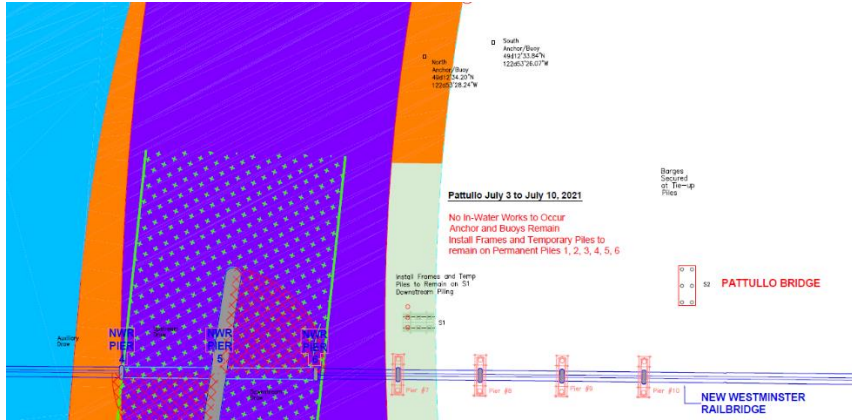 South
Anchor/Buoy
49d12'33.84"N
122d53'26.07"W
North
Anchor/Buoy
49d12'34.20"N
122d53'28.24"W
Barges
Secured
at Tie-up
Piles
Pattullo July 3 to July 10, 2021
No In-Water Works to Occur
Anchor and Buoys Remain
Install Frames and Temporary Piles to
remain on Permanent Piles 1, 2, 3, 4, 5, 6
Install Frames and Temp
Piles to Remain on S1
Downstream Piling
S2
PATTULLO BRIDGE
S1
Auxiliary
Draw
NWR
PIER
4
NWR
PIER
5
NWR
PIER
Pier #7
Pier #8
Pier #9
Pier #10
NEW WESTMINSTER
RAILBRIDGE